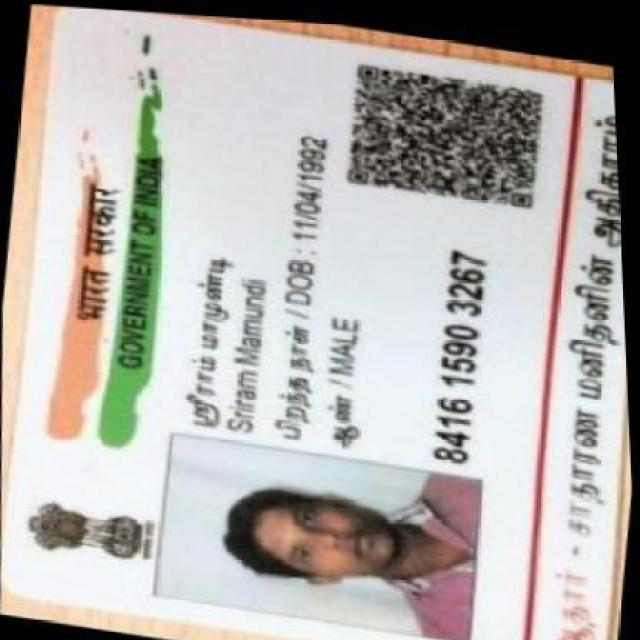 भारत सरकार
GOVERNMENT OF INDIA
ஸ்ரீராம் மாமுண்டி
Sriram Mamundi
பிறந்த நாள் / DOB : 11/04/1992
ஆண் / MALE
8416 1590 3267
ஆதார் - சாதாரண மனிதனின் அதிகாரம்